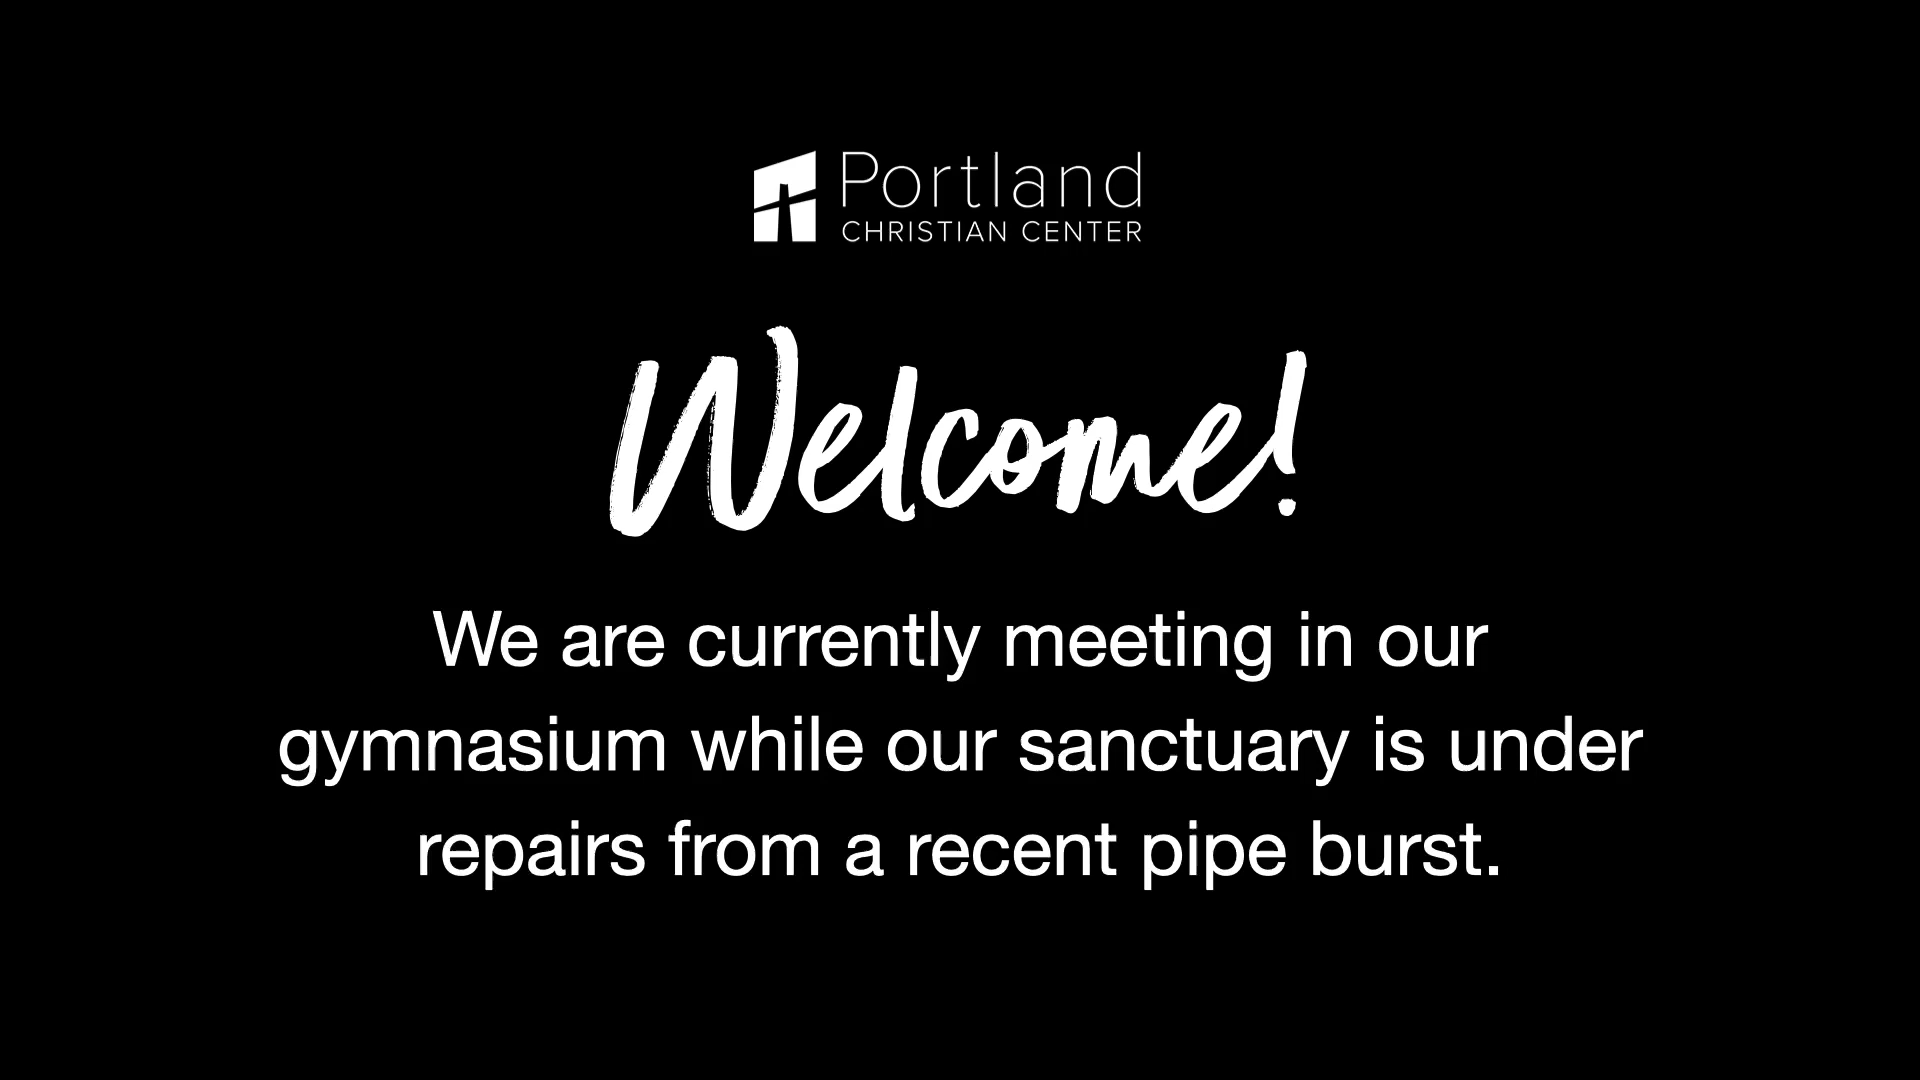 Portland
CHRISTIAN CENTER
Welcome!
We are currently meeting in our
gymnasium while our sanctuary is under
repairs from a recent pipe burst.